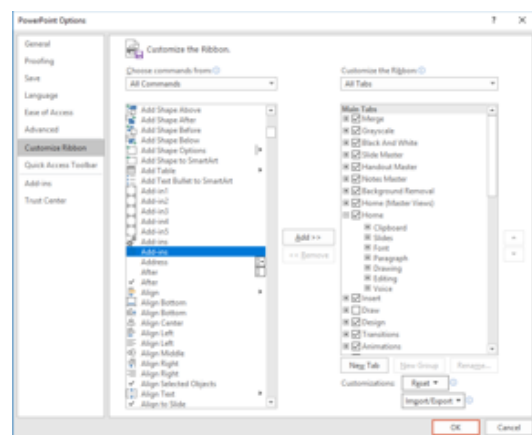 PowerPoint Options
? X
General
Proofing
Save
Language
Ease of Access
Advanced
Customize Ribbon
Quick Access Toolbar
Add-ins
Trust Center
Customize the Ribbon.
Choose commands from:
All Commands
Add Shape Above
Add Shape After
Add Shape Before
Add Shape Below
Add Shape Options
Add Shape to SmartArt
Add Table
Add Text Bullet to SmartArt
Add-in1
Add-in2
Add-in3
Add-in4
Add-in5
Add-ins
Add-ins
Address
After
After
Align
Align Bottom
Align Bottom
Align Center
Align Left
Align Left
Align Middle
Align Right
Align Right
Align Selected Objects
Align Text
Align to Slide
Add >>
<< Remove
Customize the Ribbon:
All Tabs
Main Tabs
Merge
Grayscale
Black And White
Slide Master
Handout Master
Notes Master
Background Removal
Home (Master Views)
Home
Clipboard
Slides
Font
Paragraph
Drawing
Editing
Voice
Insert
Draw
Design
Transitions
Animations
New Tab
New Group
Rename...
Customizations:
Reset
Import/Export
OK
Cancel